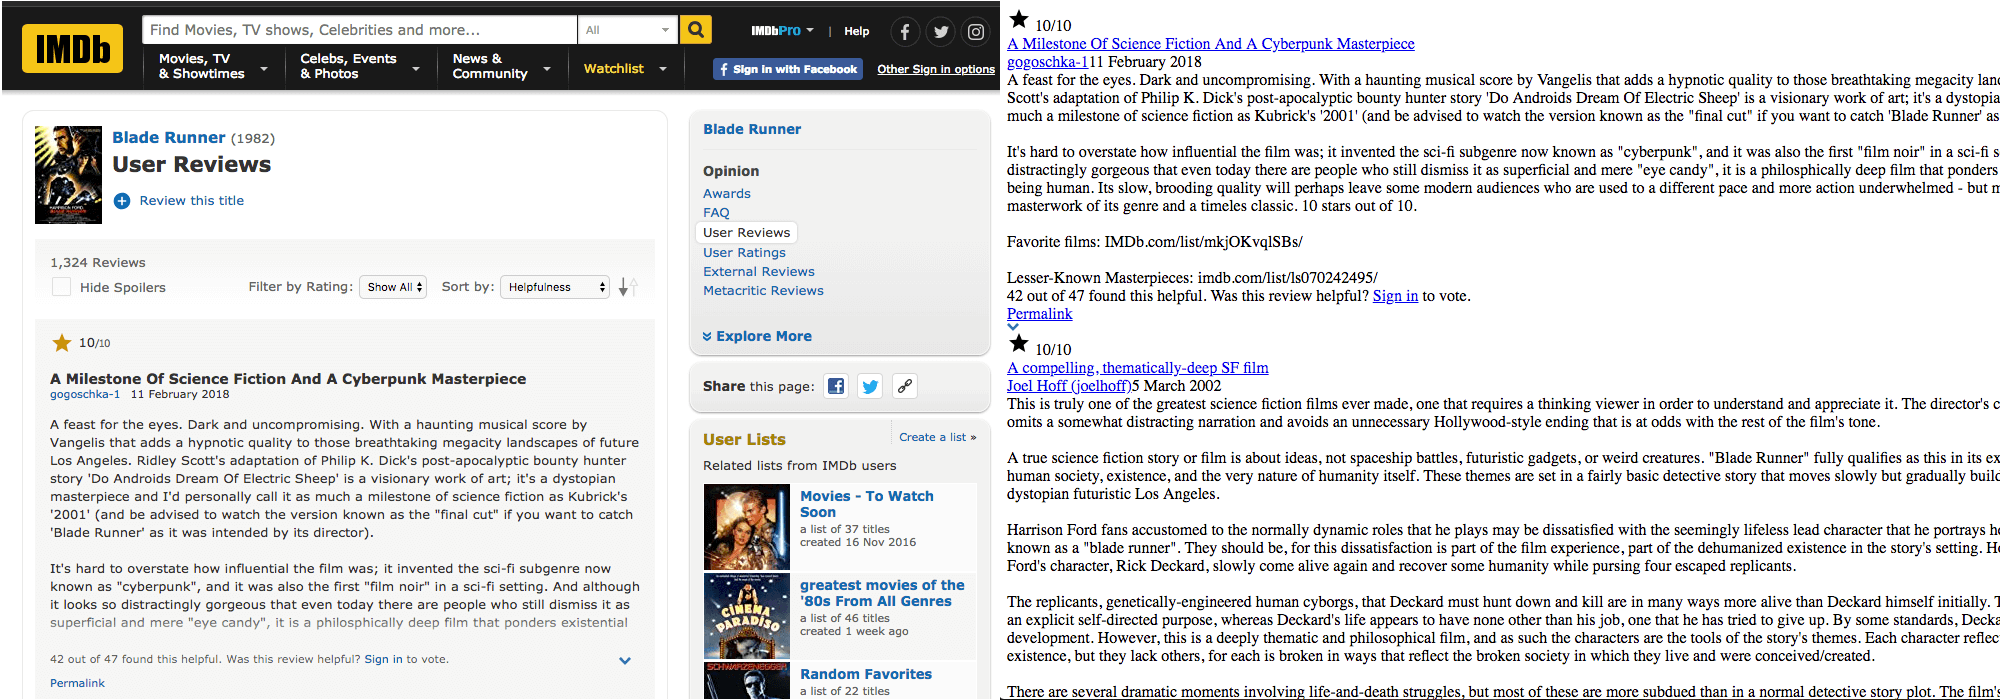 IMDb
Find Movies, TV shows, Celebrities and more...
All
IMDbPro
|
Help
Movies, TV
& Showtimes
Celebs, Events
& Photos
News &
Community
Watchlist
Sign in with Facebook
Other Sign in options
Blade Runner (1982)
User Reviews
Review this title
1,324 Reviews
Hide Spoilers
Filter by Rating: Show All
Sort by: Helpfulness
10/10
A Milestone Of Science Fiction And A Cyberpunk Masterpiece
gogoschka-1 11 February 2018
A feast for the eyes. Dark and uncompromising. With a haunting musical score by
Vangelis that adds a hypnotic quality to those breathtaking megacity landscapes of future
Los Angeles. Ridley Scott's adaptation of Philip K. Dick's post-apocalyptic bounty hunter
story 'Do Androids Dream Of Electric Sheep' is a visionary work of art; it's a dystopian
masterpiece and I'd personally call it as much a milestone of science fiction as Kubrick's
'2001' (and be advised to watch the version known as the "final cut" if you want to catch
'Blade Runner' as it was intended by its director).
It's hard to overstate how influential the film was; it invented the sci-fi subgenre now
known as "cyberpunk", and it was also the first "film noir" in a sci-fi setting. And although
it looks so distractingly gorgeous that even today there are people who still dismiss it as
superficial and mere "eye candy", it is a philosphically deep film that ponders existential
42 out of 47 found this helpful. Was this review helpful? Sign in to vote.
Permalink
Blade Runner
Opinion
Awards
FAQ
User Reviews
User Ratings
External Reviews
Metacritic Reviews
Explore More
Share this page:
User Lists
Create a list »
Related lists from IMDb users
Movies - To Watch
Soon
a list of 37 titles
created 16 Nov 2016
CINEMA
PARADISO
greatest movies of the
'80s From All Genres
a list of 46 titles
created 1 week ago
SCHWARZENEGGER
Random Favorites
a list of 22 titles
10/10
A Milestone Of Science Fiction And A Cyberpunk Masterpiece
gogoschka-111 February 2018
A feast for the eyes. Dark and uncompromising. With a haunting musical score by Vangelis that adds a hypnotic quality to those breathtaking megacity lan
Scott's adaptation of Philip K. Dick's post-apocalyptic bounty hunter story 'Do Androids Dream Of Electric Sheep' is a visionary work of art; it's a dystopia
much a milestone of science fiction as Kubrick's '2001' (and be advised to watch the version known as the "final cut" if you want to catch 'Blade Runner' as
It's hard to overstate how influential the film was; it invented the sci-fi subgenre now known as "cyberpunk", and it was also the first "film noir" in a sci-fi s
distractingly gorgeous that even today there are people who still dismiss it as superficial and mere "eye candy", it is a philosphically deep film that ponders
being human. Its slow, brooding quality will perhaps leave some modern audiences who are used to a different pace and more action underwhelmed - but m
masterwork of its genre and a timeles classic. 10 stars out of 10.
Favorite films: IMDb.com/list/mkjOKvqlSBs/
Lesser-Known Masterpieces: imdb.com/list/ls070242495/
42 out of 47 found this helpful. Was this review helpful? Sign in to vote.
Permalink
10/10
A compelling, thematically-deep SF film
Joel Hoff (joelhoff)5 March 2002
This is truly one of the greatest science fiction films ever made, one that requires a thinking viewer in order to understand and appreciate it. The director's c
omits a somewhat distracting narration and avoids an unnecessary Hollywood-style ending that is at odds with the rest of the film's tone.
A true science fiction story or film is about ideas, not spaceship battles, futuristic gadgets, or weird creatures. "Blade Runner" fully qualifies as this in its ex
human society, existence, and the very nature of humanity itself. These themes are set in a fairly basic detective story that moves slowly but gradually build
dystopian futuristic Los Angeles.
Harrison Ford fans accustomed to the normally dynamic roles that he plays may be dissatisfied with the seemingly lifeless lead character that he portrays he
known as a "blade runner". They should be, for this dissatisfaction is part of the film experience, part of the dehumanized existence in the story's setting. Ho
Ford's character, Rick Deckard, slowly come alive again and recover some humanity while pursing four escaped replicants.
The replicants, genetically-engineered human cyborgs, that Deckard must hunt down and kill are in many ways more alive than Deckard himself initially. T
an explicit self-directed purpose, whereas Deckard's life appears to have none other than his job, one that he has tried to give up. By some standards, Decka
development. However, this is a deeply thematic and philosophical film, and as such the characters are the tools of the story's themes. Each character reflec
existence, but they lack others, for each is broken in ways that reflect the broken society in which they live and were conceived/created.
There are several dramatic moments involving life-and-death struggles, but most of these are more subdued than in a normal detective story plot. The film's